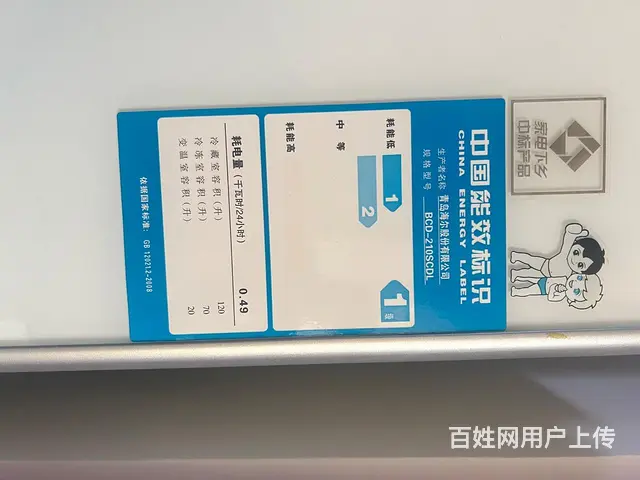 中国能效标识
CHINA ENERGY LABEL
生产者名称 青岛海尔股份有限公司
规格型号 BCD-210SCDL
耗能低
1
2
1级
中等
耗能高
耗电量（千瓦时/24小时） 0.49
冷藏室容积（升） 120
冷冻室容积（升） 70
变温室容积（升） 20
依据国家标准： GB 12021.2-2008
家电下乡
中标产品
百姓网用户上传